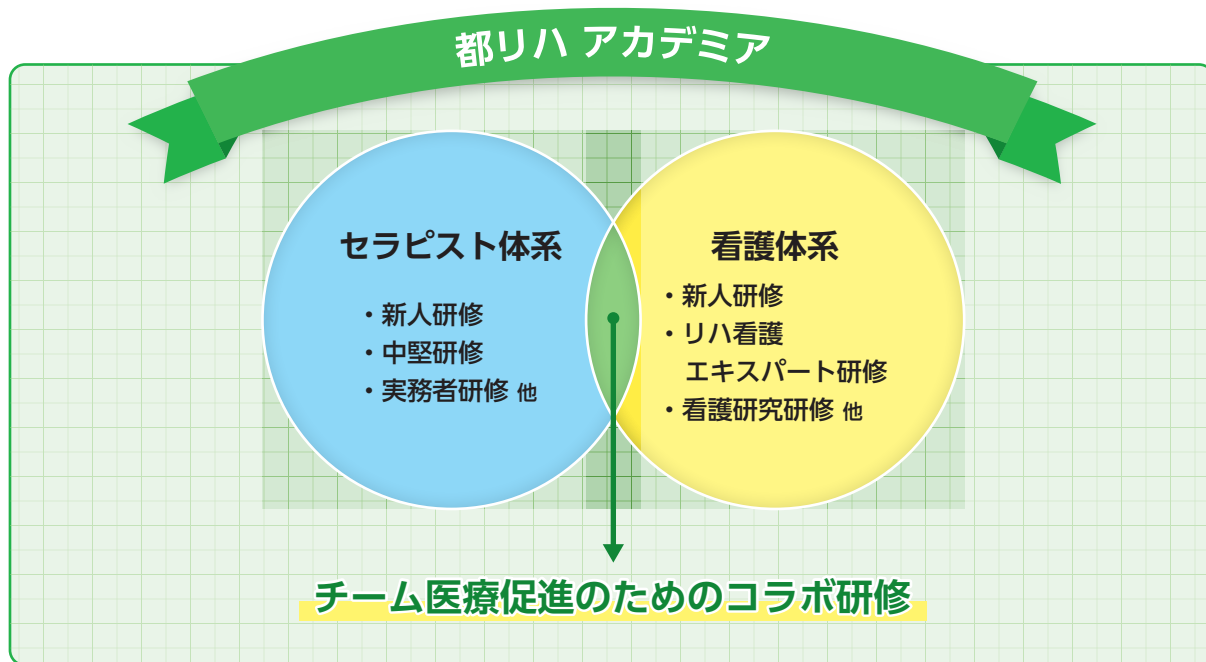 都リハ アカデミア
セラピスト体系
・新人研修
・中堅研修
・実務者研修 他
看護体系
・新人研修
・リハ看護
エキスパート研修
・看護研究研修 他
チーム医療促進のためのコラボ研修